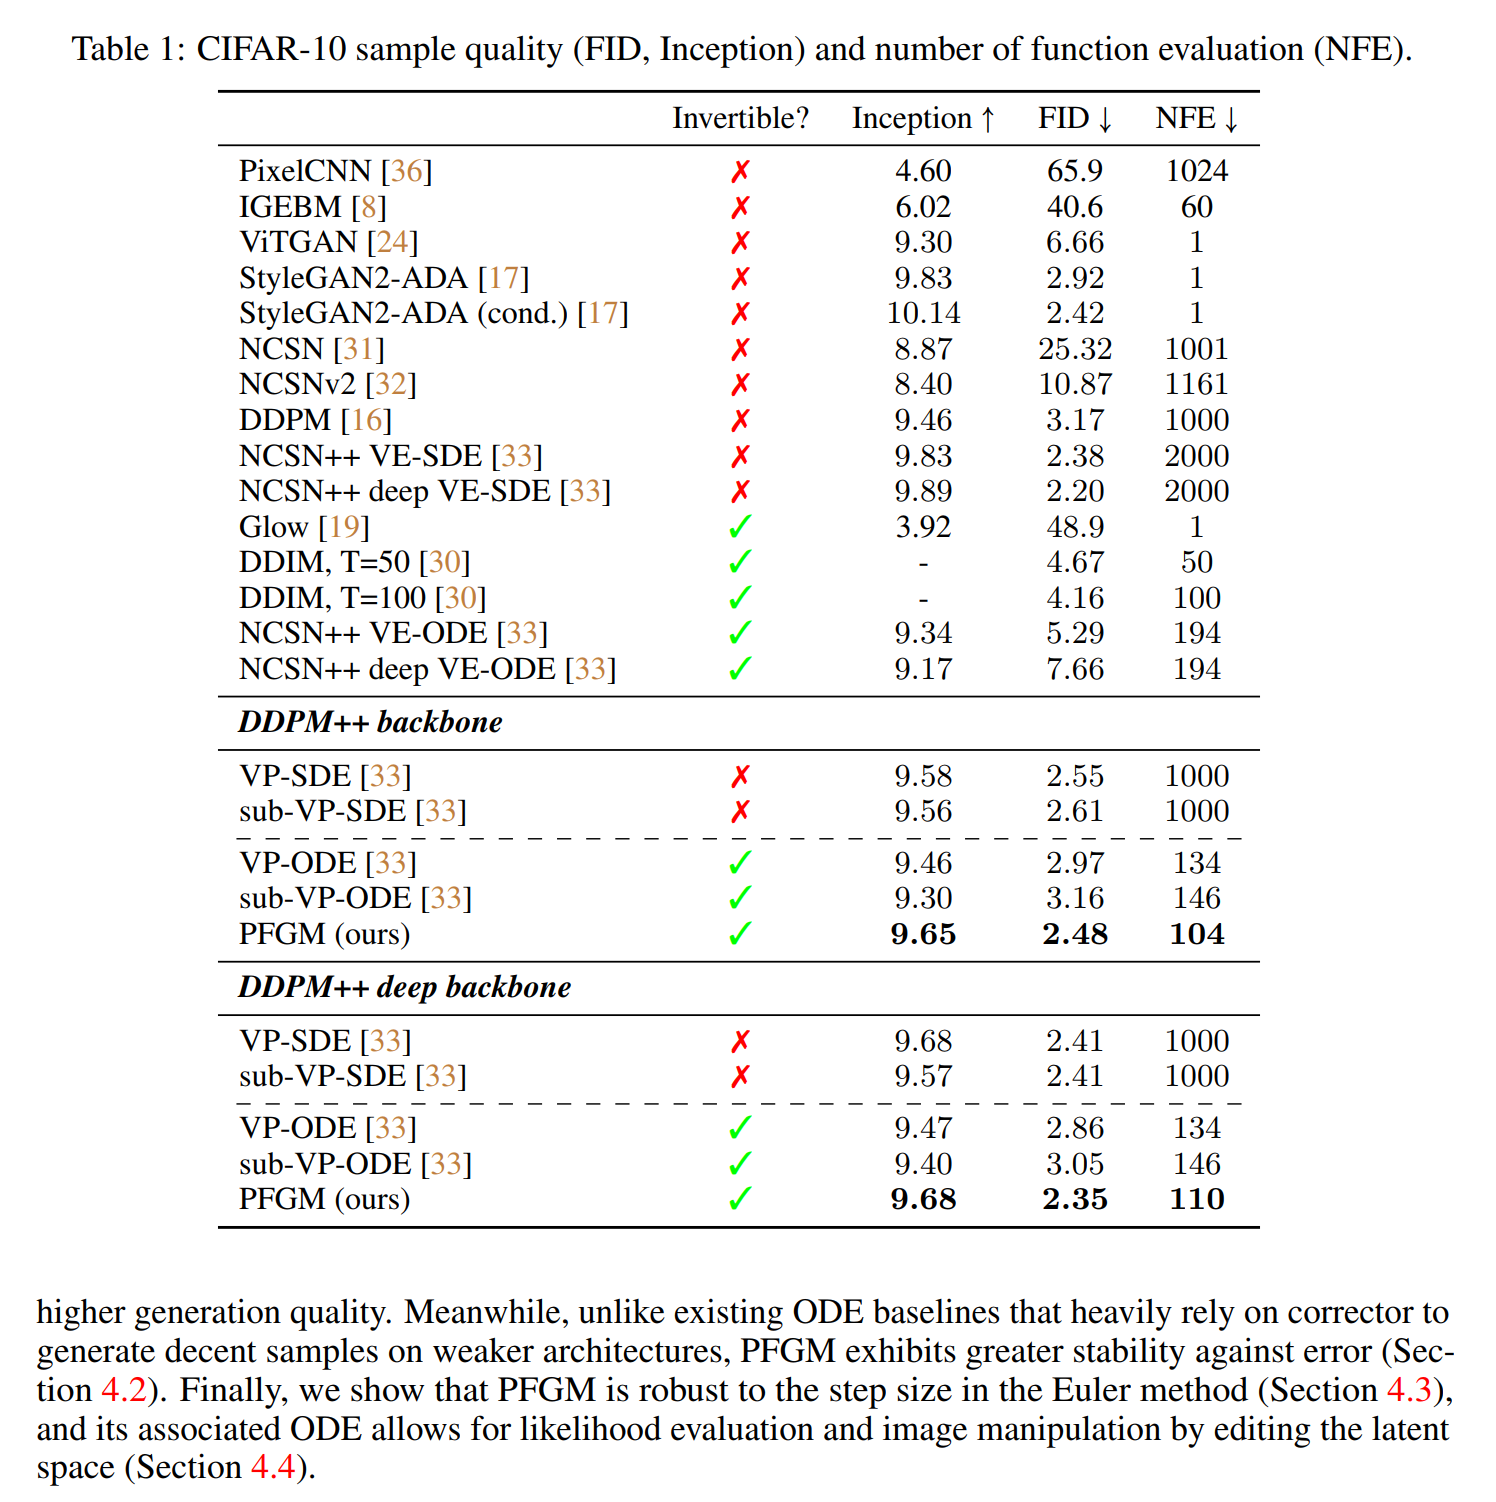 Table 1: CIFAR-10 sample quality (FID, Inception) and number of function evaluation (NFE).
Invertible? Inception ↑ FID ↓ NFE ↓
PixelCNN [36] ✗ 4.60 65.9 1024
IGEBM [8] ✗ 6.02 40.6 60
ViTGAN [24] ✗ 9.30 6.66 1
StyleGAN2-ADA [17] ✗ 9.83 2.92 1
StyleGAN2-ADA (cond.) [17] ✗ 10.14 2.42 1
NCSN [31] ✗ 8.87 25.32 1001
NCSNv2 [32] ✗ 8.40 10.87 1161
DDPM [16] ✗ 9.46 3.17 1000
NCSN++ VE-SDE [33] ✗ 9.83 2.38 2000
NCSN++ deep VE-SDE [33] ✗ 9.89 2.20 2000
Glow [19] ✓ 3.92 48.9 1
DDIM, T=50 [30] ✓ - 4.67 50
DDIM, T=100 [30] ✓ - 4.16 100
NCSN++ VE-ODE [33] ✓ 9.34 5.29 194
NCSN++ deep VE-ODE [33] ✓ 9.17 7.66 194
DDPM++ backbone
VP-SDE [33] ✗ 9.58 2.55 1000
sub-VP-SDE [33] ✗ 9.56 2.61 1000
VP-ODE [33] ✓ 9.46 2.97 134
sub-VP-ODE [33] ✓ 9.30 3.16 146
PFGM (ours) ✓ 9.65 2.48 104
DDPM++ deep backbone
VP-SDE [33] ✗ 9.68 2.41 1000
sub-VP-SDE [33] ✗ 9.57 2.41 1000
VP-ODE [33] ✓ 9.47 2.86 134
sub-VP-ODE [33] ✓ 9.40 3.05 146
PFGM (ours) ✓ 9.68 2.35 110
higher generation quality. Meanwhile, unlike existing ODE baselines that heavily rely on corrector to
generate decent samples on weaker architectures, PFGM exhibits greater stability against error (Sec-
tion 4.2). Finally, we show that PFGM is robust to the step size in the Euler method (Section 4.3),
and its associated ODE allows for likelihood evaluation and image manipulation by editing the latent
space (Section 4.4).